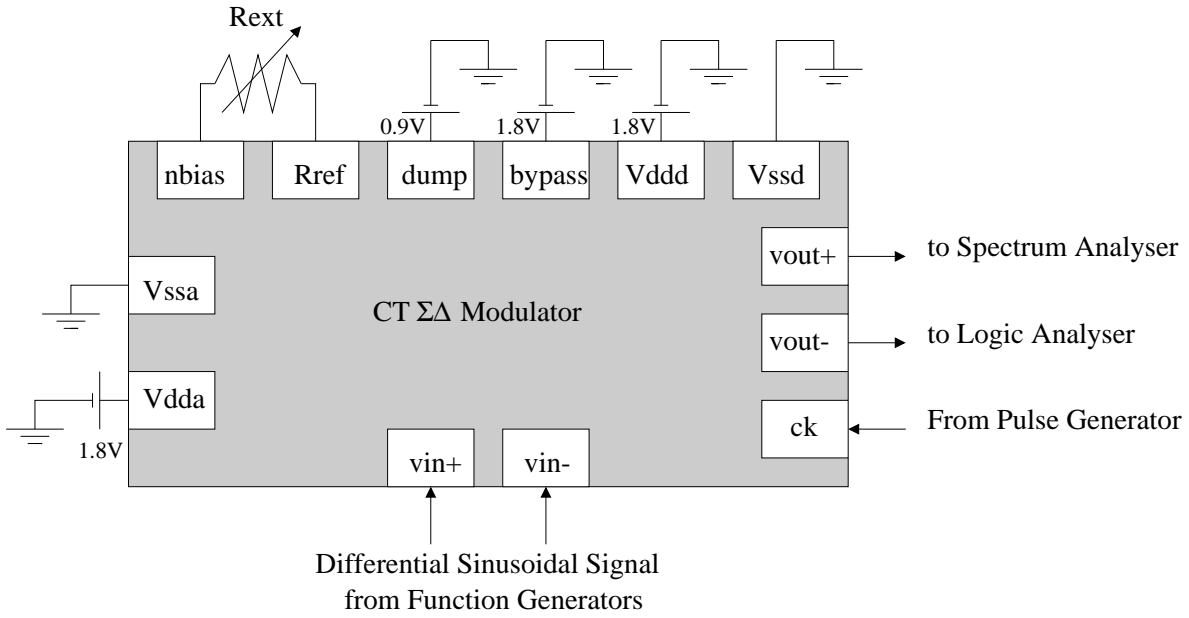 Rext
0.9V
1.8V
1.8V
nbias
Rref
dump
bypass
Vddd
Vssd
vout+
to Spectrum Analyser
Vssa
CT ΣΔ Modulator
vout-
to Logic Analyser
Vdda
1.8V
ck
From Pulse Generator
vin+
vin-
Differential Sinusoidal Signal
from Function Generators